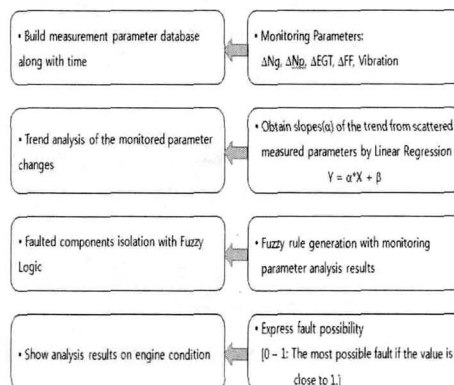 • Build measurement parameter database
along with time
• Monitoring Parameters:
ΔNg, ΔNp, ΔEGT, ΔFF, Vibration
• Trend analysis of the monitored parameter
changes
• Obtain slopes(α) of the trend from scattered
measured parameters by Linear Regression
Y = α*X + β
• Faulted components isolation with Fuzzy
Logic
• Fuzzy rule generation with monitoring
parameter analysis results
• Show analysis results on engine condition
• Express fault possibility
[0 – 1: The most possible fault if the value is
close to 1.]